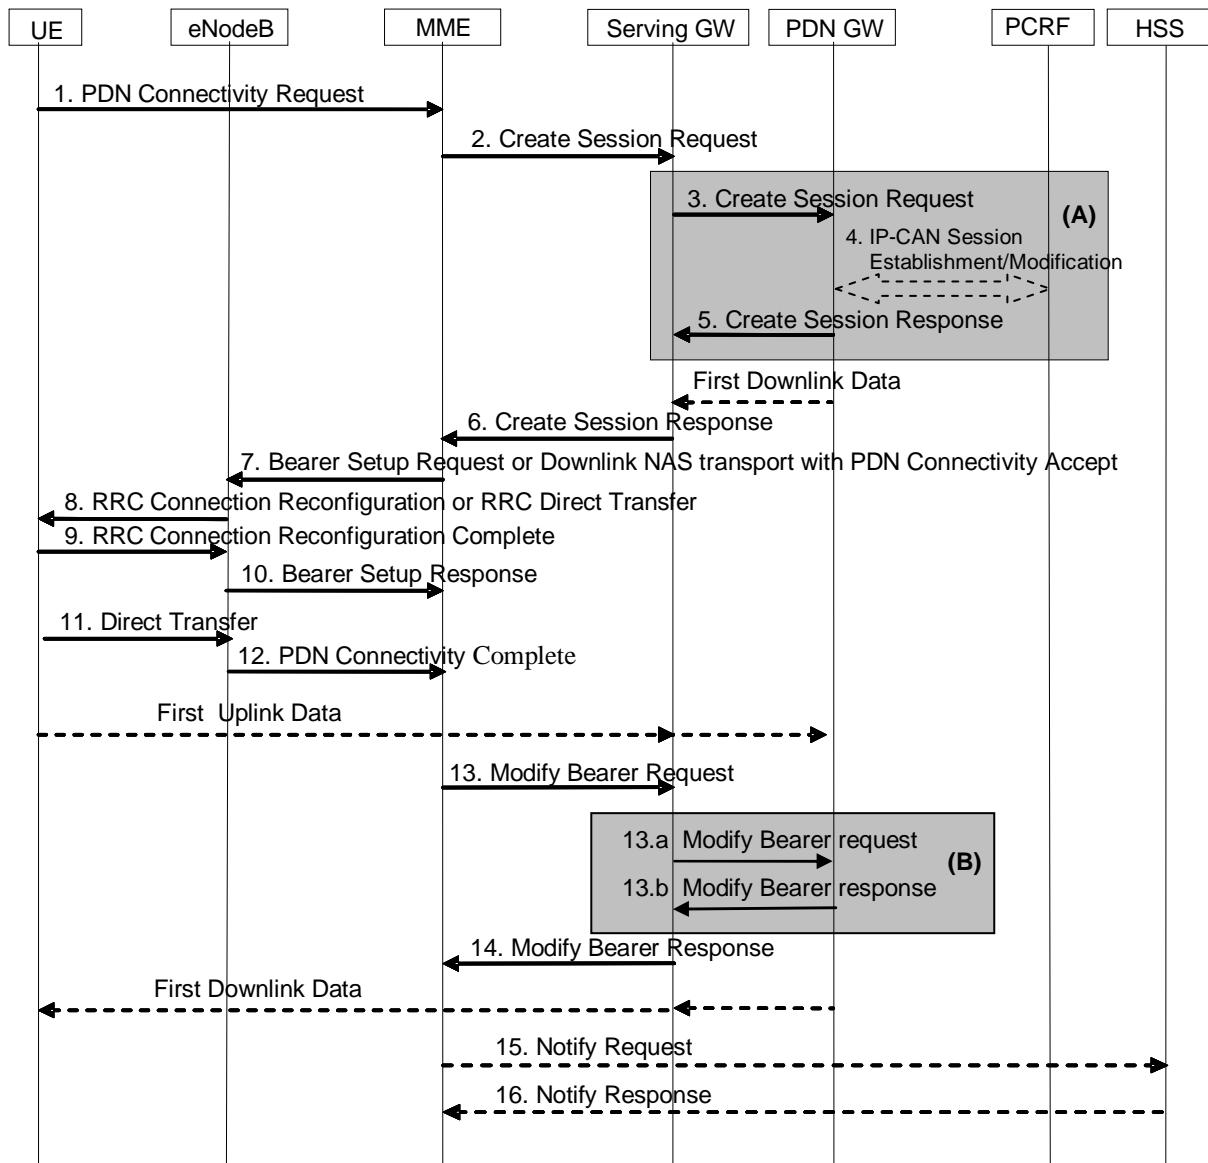 UE
eNodeB
MME
Serving GW
PDN GW
PCRF
HSS
1. PDN Connectivity Request
2. Create Session Request
3. Create Session Request
(A)
4. IP-CAN Session
Establishment/Modification
5. Create Session Response
First Downlink Data
6. Create Session Response
7. Bearer Setup Request or Downlink NAS transport with PDN Connectivity Accept
8. RRC Connection Reconfiguration or RRC Direct Transfer
9. RRC Connection Reconfiguration Complete
10. Bearer Setup Response
11. Direct Transfer
12. PDN Connectivity Complete
First Uplink Data
13. Modify Bearer Request
13.a Modify Bearer request
(B)
13.b Modify Bearer response
14. Modify Bearer Response
First Downlink Data
15. Notify Request
16. Notify Response